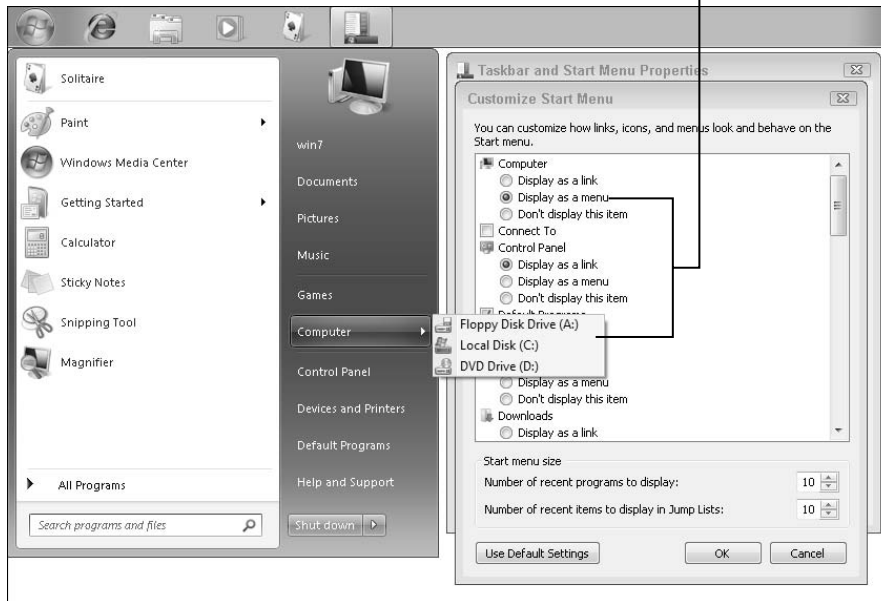 Solitaire
Paint
Windows Media Center
Getting Started
Calculator
Sticky Notes
Snipping Tool
Magnifier
All Programs
Search programs and files
win7
Documents
Pictures
Music
Games
Computer
Control Panel
Devices and Printers
Default Programs
Help and Support
Shut down
Floppy Disk Drive (A:)
Local Disk (C:)
DVD Drive (D:)
Taskbar and Start Menu Properties
Customize Start Menu
You can customize how links, icons, and menus look and behave on the
Start menu.
Computer
Display as a link
Display as a menu
Don't display this item
Connect To
Control Panel
Display as a link
Display as a menu
Don't display this item
Default Programs
Display as a menu
Don't display this item
Downloads
Display as a link
Start menu size
Number of recent programs to display: 10
Number of recent items to display in Jump Lists: 10
Use Default Settings
OK
Cancel